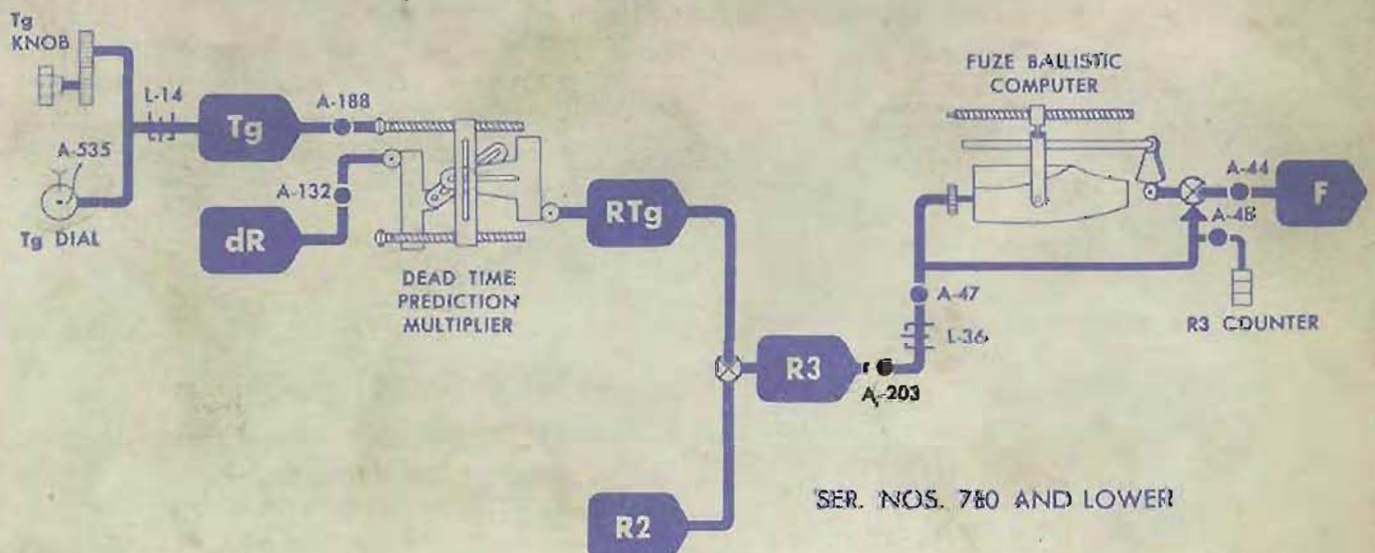 Tg
KNOB
L-14
Tg
A-188
A-535
A-132
Tg DIAL
dR
DEAD TIME
PREDICTION
MULTIPLIER
RTg
FUZE BALLISTIC
COMPUTER
A-44
F
A-48
A-47
R3 COUNTER
L-36
R3
A-203
R2
SER. NOS. AND LOWER